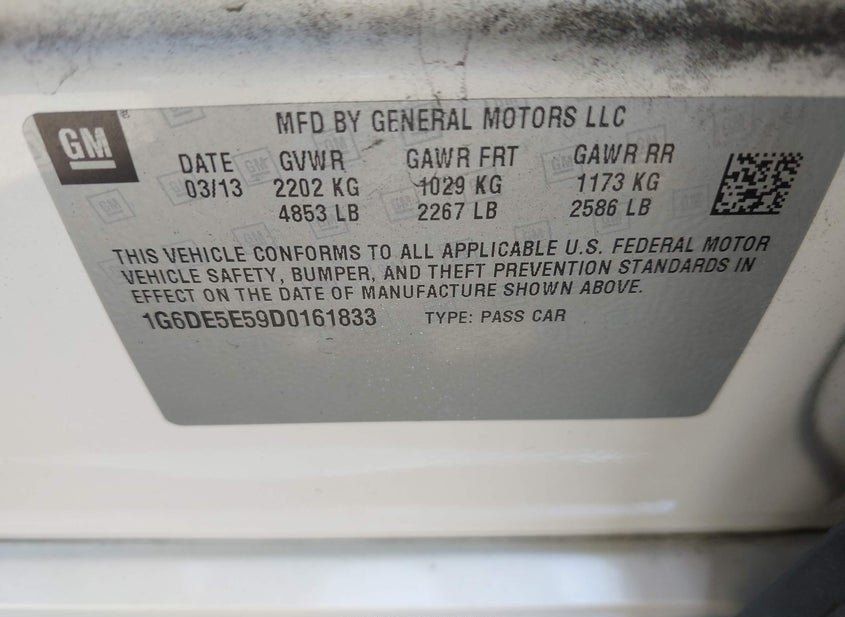 GM
MFD BY GENERAL MOTORS LLC
DATE GVWR GAWR FRT GAWR RR
03/13 2202 KG 1029 KG 1173 KG
4853 LB 2267 LB 2586 LB
THIS VEHICLE CONFORMS TO ALL APPLICABLE U.S. FEDERAL MOTOR
VEHICLE SAFETY, BUMPER, AND THEFT PREVENTION STANDARDS IN
EFFECT ON THE DATE OF MANUFACTURE SHOWN ABOVE.
1G6DE5E59D0161833 TYPE: PASS CAR